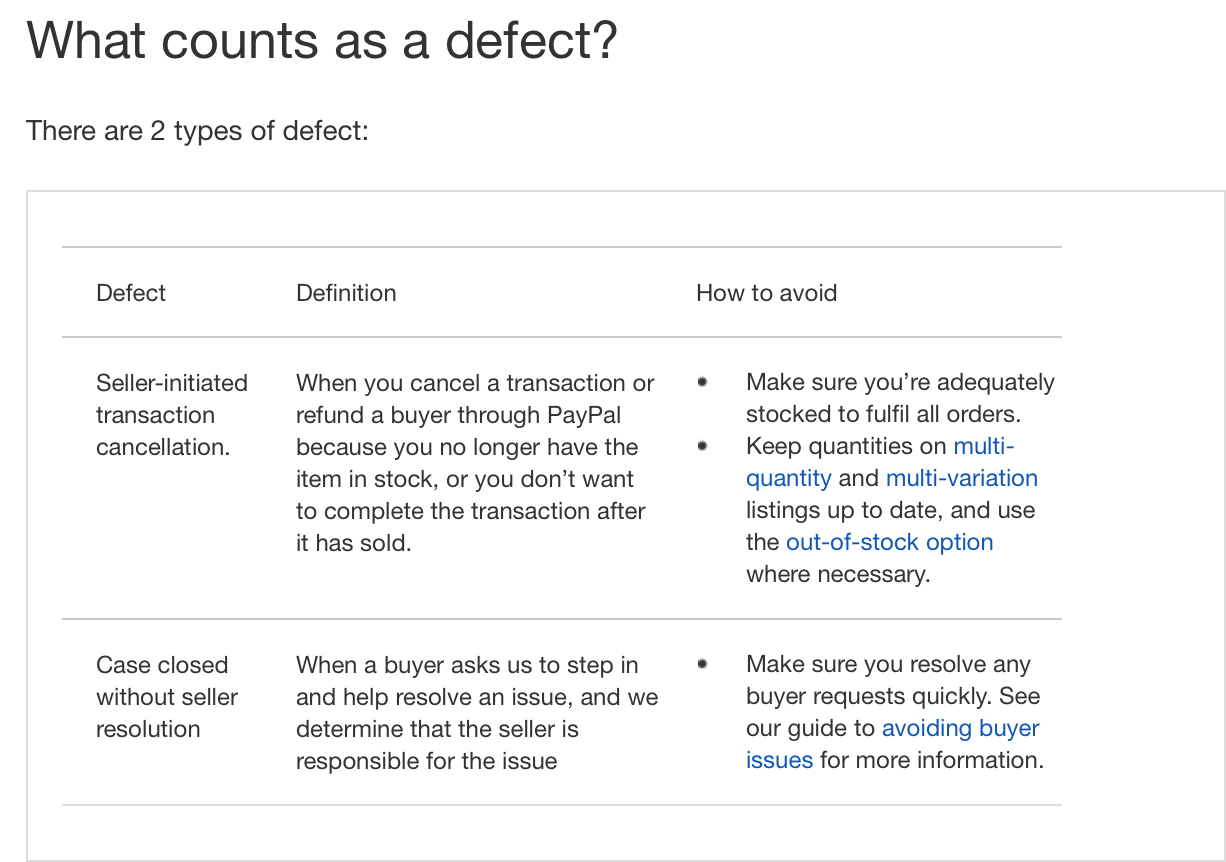 What counts as a defect?
There are 2 types of defect:
Defect
Definition
How to avoid
Seller-initiated
transaction
cancellation.
When you cancel a transaction or
refund a buyer through PayPal
because you no longer have the
item in stock, or you don’t want
to complete the transaction after
it has sold.
• Make sure you’re adequately
stocked to fulfil all orders.
• Keep quantities on multi-
quantity and multi-variation
listings up to date, and use
the out-of-stock option
where necessary.
Case closed
without seller
resolution
When a buyer asks us to step in
and help resolve an issue, and we
determine that the seller is
responsible for the issue
• Make sure you resolve any
buyer requests quickly. See
our guide to avoiding buyer
issues for more information.